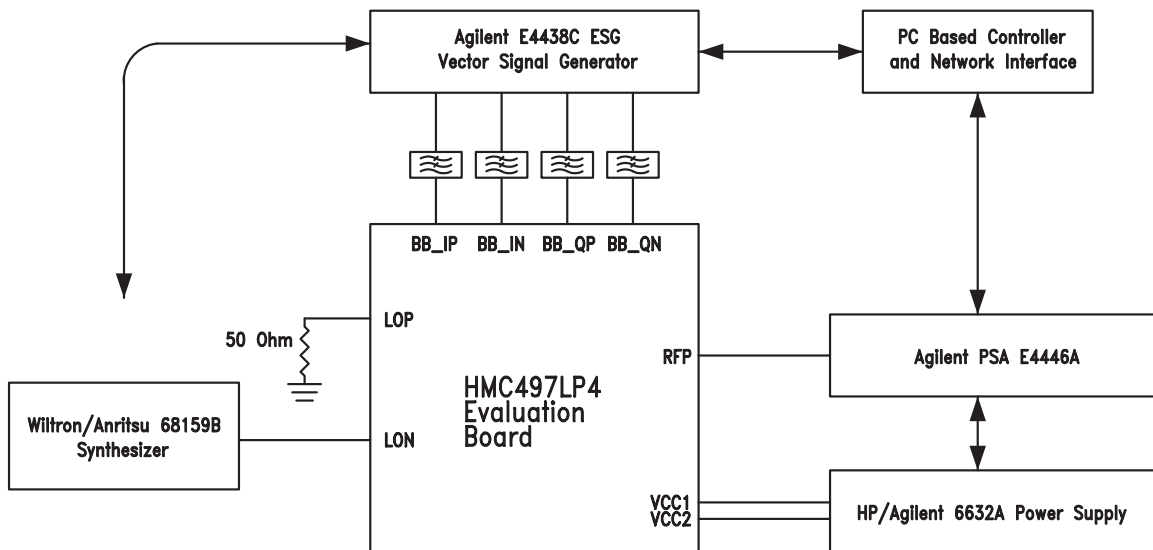 Agilent E4438C ESG
Vector Signal Generator
PC Based Controller
and Network Interface
BB_IP BB_IN BB_QP BB_QN
LOP
50 Ohm
RFP
Agilent PSA E4446A
HMC497LP4
Evaluation
Board
Wiltron/Anritsu 68159B
Synthesizer
LON
VCC1
VCC2
HP/Agilent 6632A Power Supply